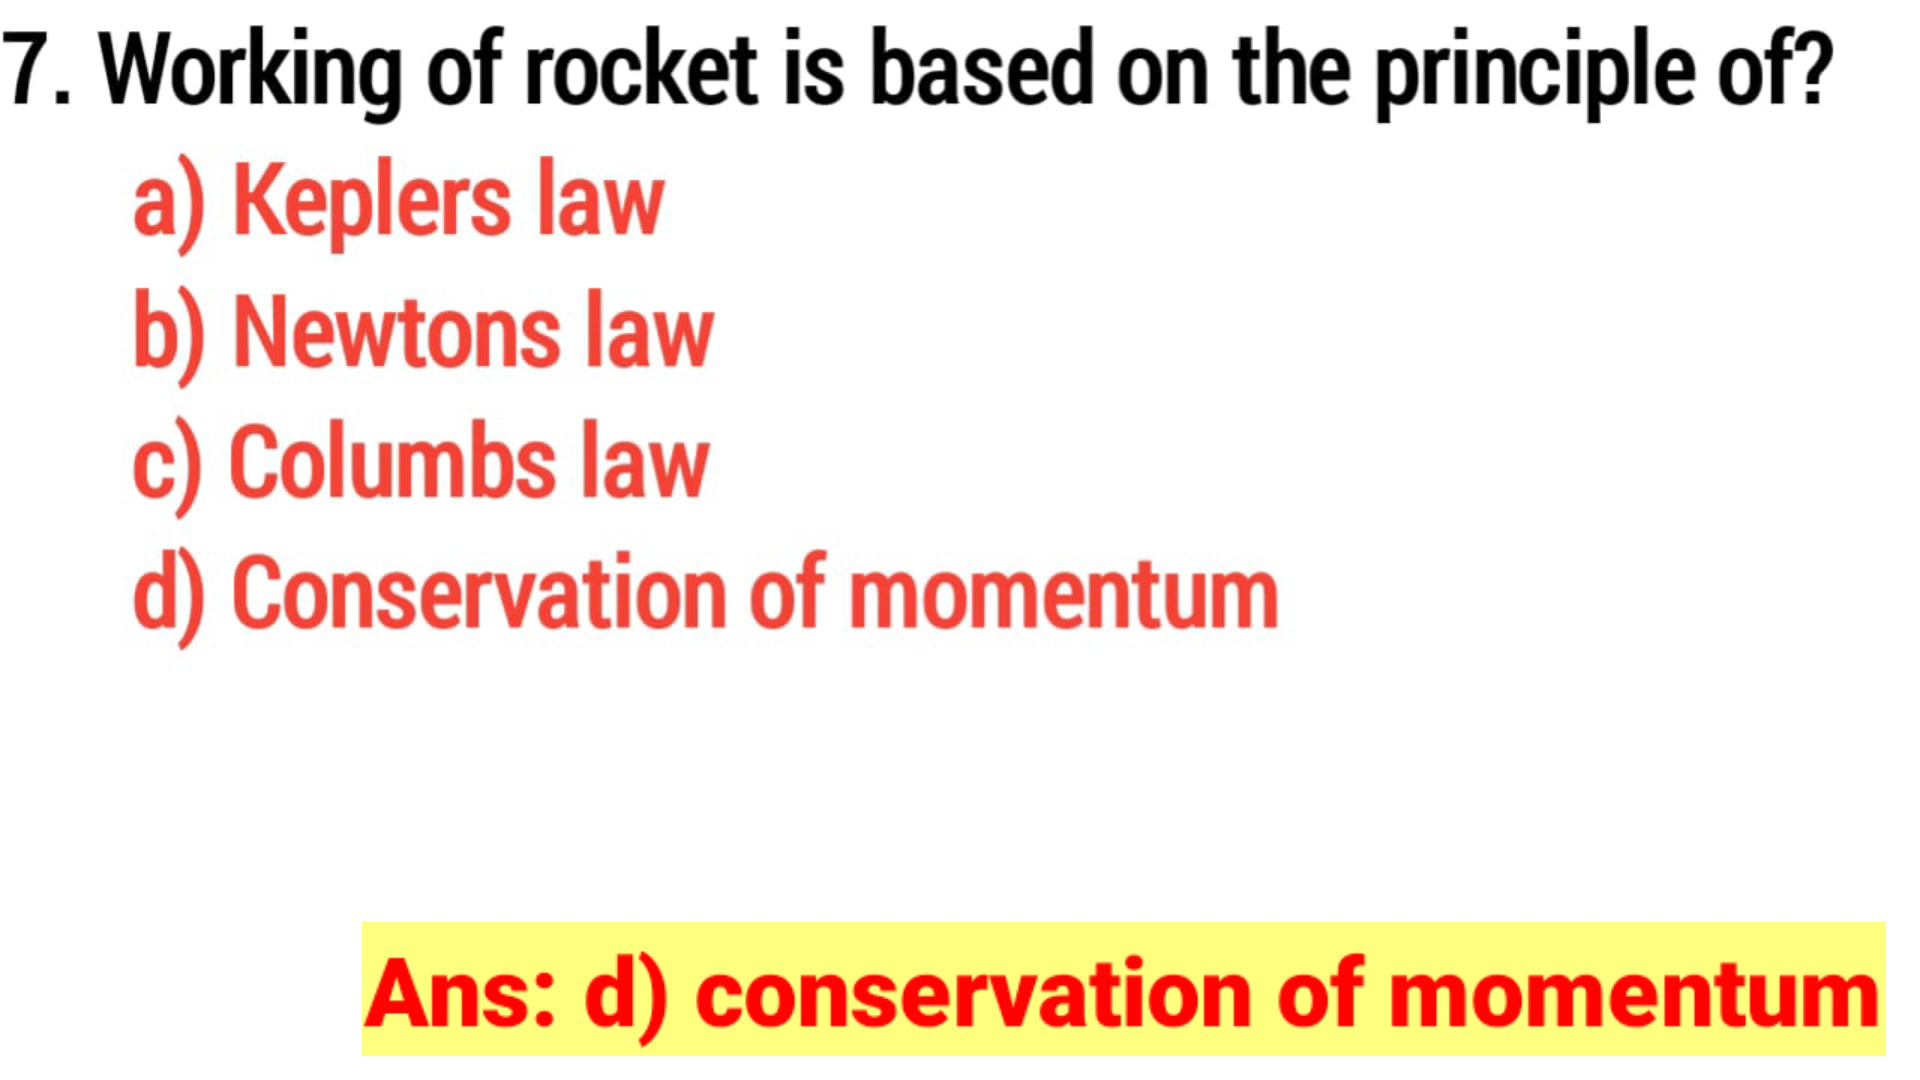 7. Working of rocket is based on the principle of?
a) Keplers law
b) Newtons law
c) Columbs law
d) Conservation of momentum
Ans: d) conservation of momentum